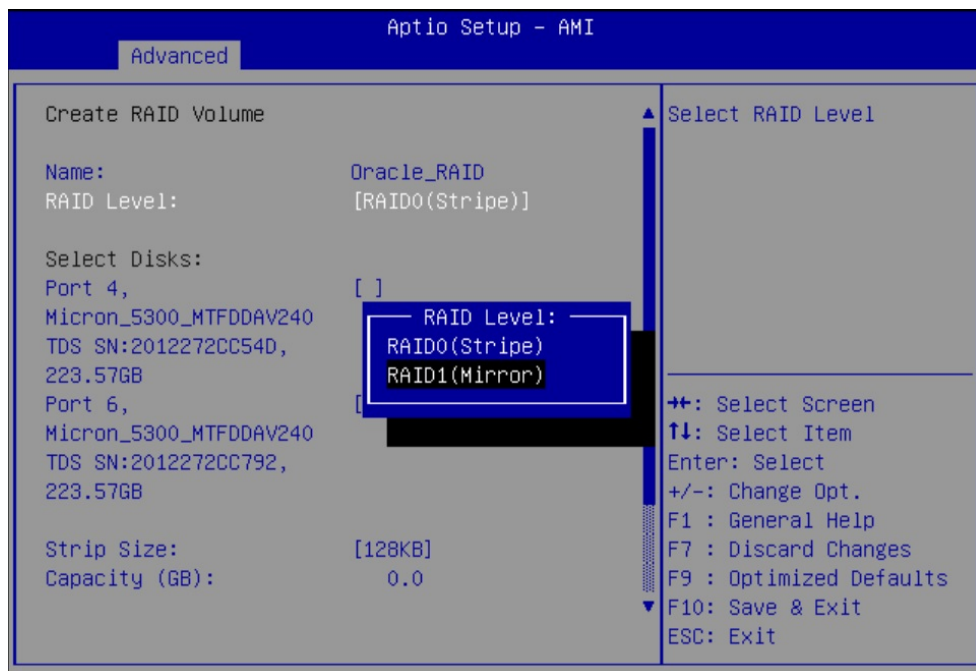 Aptio Setup – AMI
Advanced
Create RAID Volume
Name: Oracle_RAID
RAID Level: [RAID0(Stripe)]
Select Disks:
Port 4, [ ]
Micron_5300_MTFDDAV240
TDS SN:2012272CC54D,
223.57GB
Port 6, [
Micron_5300_MTFDDAV240
TDS SN:2012272CC792,
223.57GB
Strip Size: [128KB]
Capacity (GB): 0.0
RAID Level:
RAID0(Stripe)
RAID1(Mirror)
Select RAID Level
→←: Select Screen
↑↓: Select Item
Enter: Select
+/-: Change Opt.
F1 : General Help
F7 : Discard Changes
F9 : Optimized Defaults
F10: Save & Exit
ESC: Exit